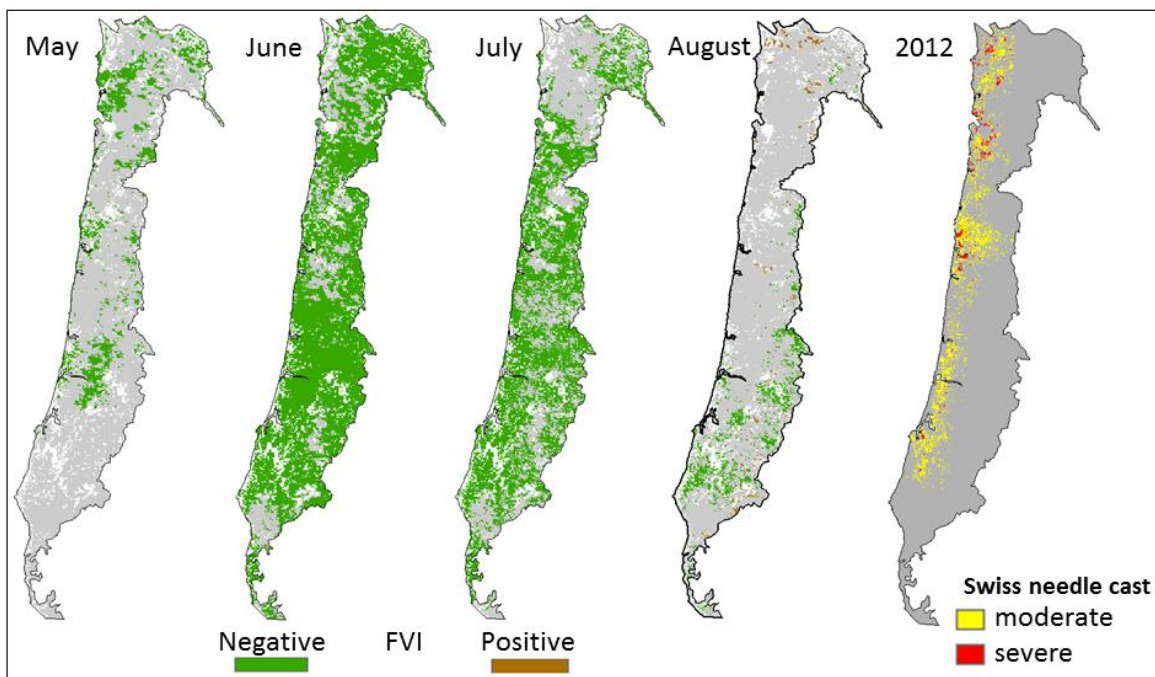 May
June
July
August
2012
Negative FVI Positive
Swiss needle cast
moderate
severe